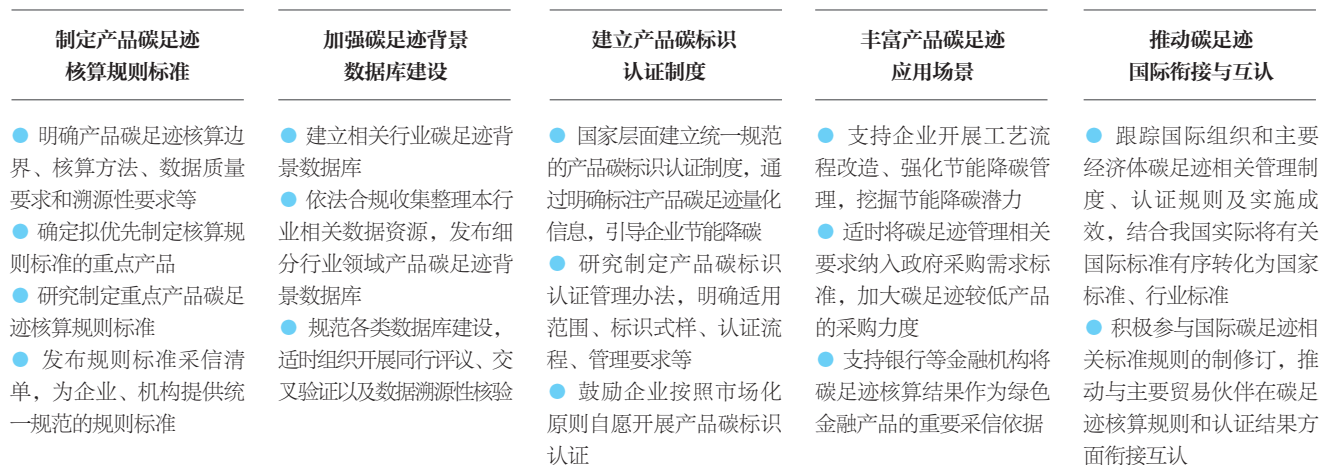 制定产品碳足迹
核算规则标准
● 明确产品碳足迹核算边
界、核算方法、数据质量
要求和溯源性要求等
● 确定拟优先制定核算规
则标准的重点产品
● 研究制定重点产品碳足
迹核算规则标准
● 发布规则标准采信清
单，为企业、机构提供统
一规范的规则标准
加强碳足迹背景
数据库建设
● 建立相关行业碳足迹背
景数据库
● 依法合规收集整理本行
业相关数据资源，发布细
分行业领域产品碳足迹背
景数据库
● 规范各类数据库建设，
适时组织开展同行评议、交
叉验证以及数据溯源性核验
建立产品碳标识
认证制度
● 国家层面建立统一规范
的产品碳标识认证制度，通
过明确标注产品碳足迹量化
信息，引导企业节能降碳
● 研究制定产品碳标识
认证管理办法，明确适用
范围、标识式样、认证流
程、管理要求等
● 鼓励企业按照市场化
原则自愿开展产品碳标识
认证
丰富产品碳足迹
应用场景
● 支持企业开展工艺流
程改造、强化节能降碳管
理，挖掘节能降碳潜力
● 适时将碳足迹管理相关
要求纳入政府采购需求标
准，加大碳足迹较低产品
的采购力度
● 支持银行等金融机构将
碳足迹核算结果作为绿色
金融产品的重要采信依据
推动碳足迹
国际衔接与互认
● 跟踪国际组织和主要
经济体碳足迹相关管理制
度、认证规则及实施成
效，结合我国实际将有关
国际标准有序转化为国家
标准、行业标准
● 积极参与国际碳足迹相
关标准规则的制修订，推
动与主要贸易伙伴在碳足
迹核算规则和认证结果方
面衔接互认